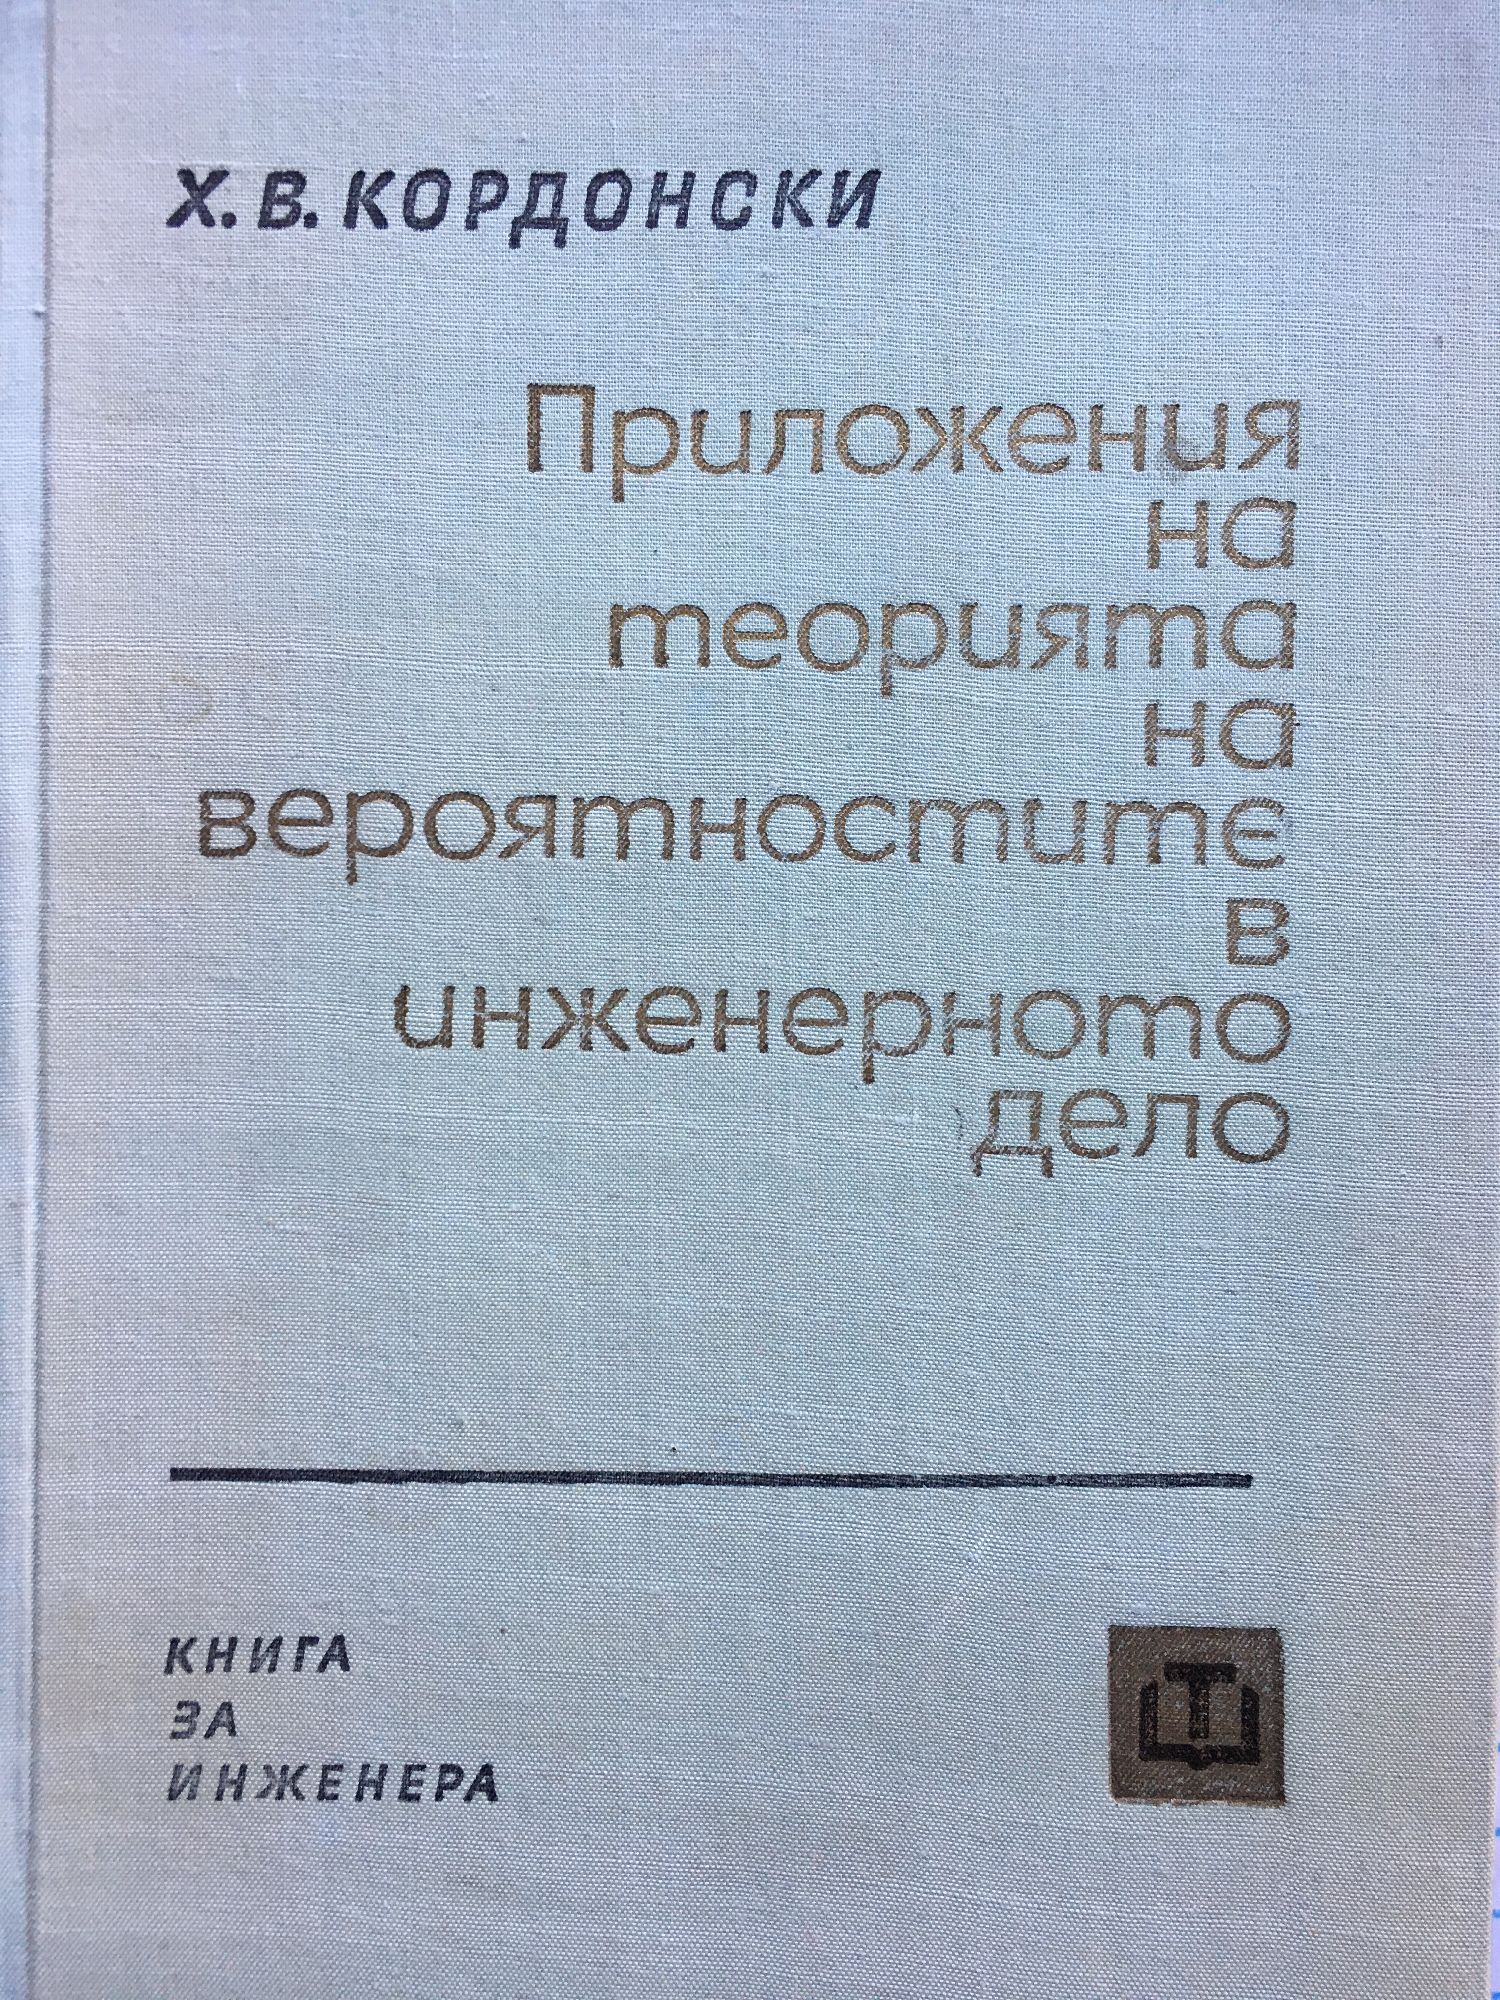 Х. В. КОРДОНСКИ
Приложения
на
теорията
на
вероятностите
в
инженерното
дело
КНИГА
ЗА
ИНЖЕНЕРА
Т